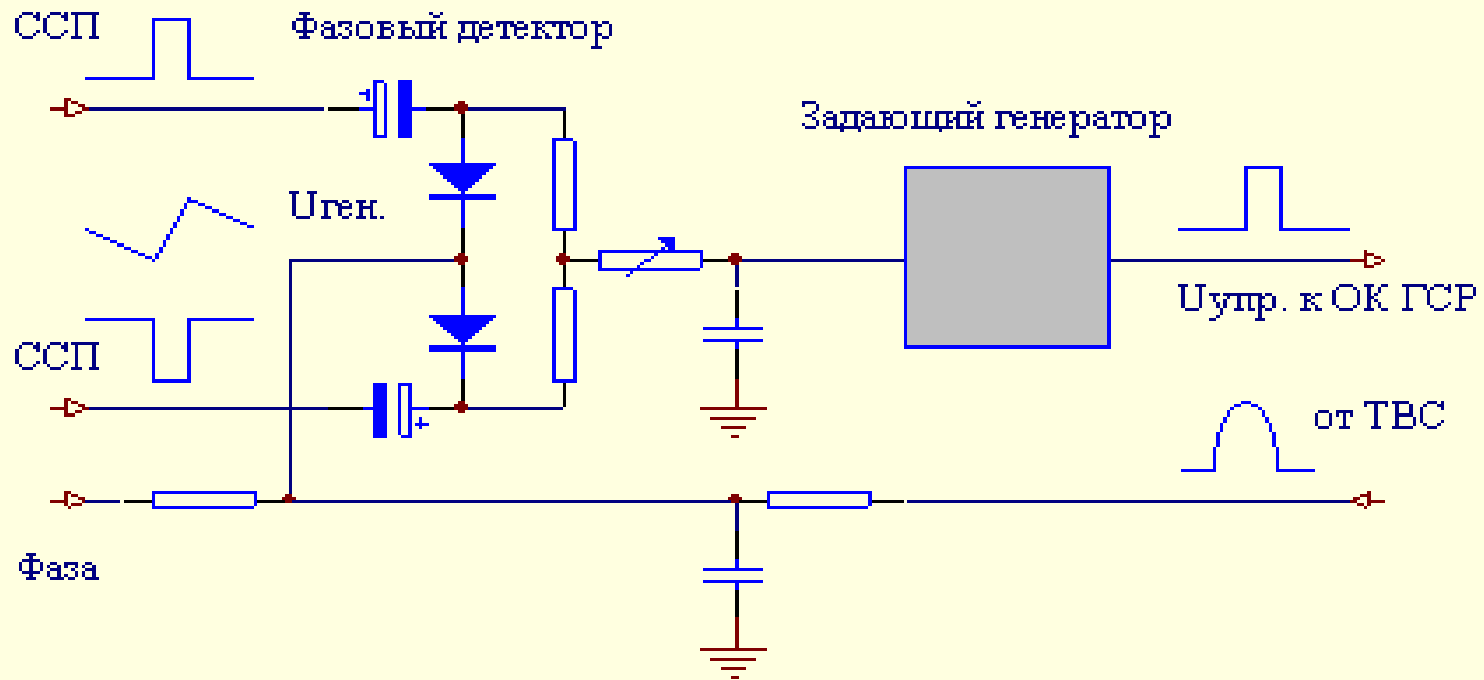 ССП
Фазовый детектор
Задающий генератор
Uген.
Uупр. к ОК ГСР
ССП
+
от ТВС
Фаза